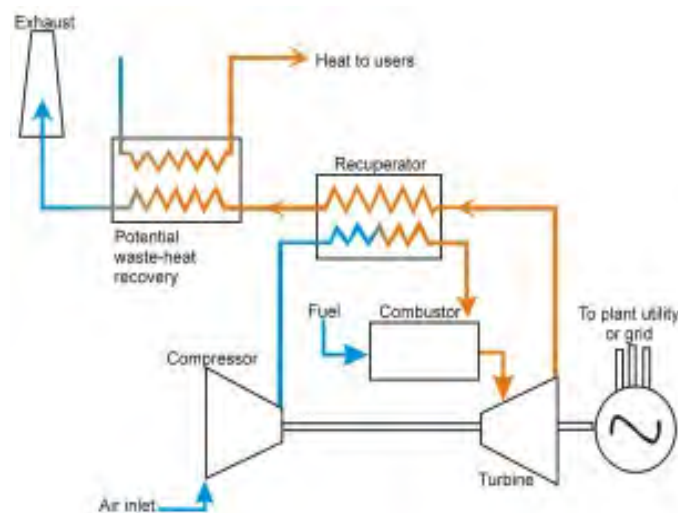 Exhaust
Heat to users
Recuperator
Potential
waste-heat
recovery
Fuel
Combustor
To plant utility
or grid
Compressor
Turbine
Air inlet